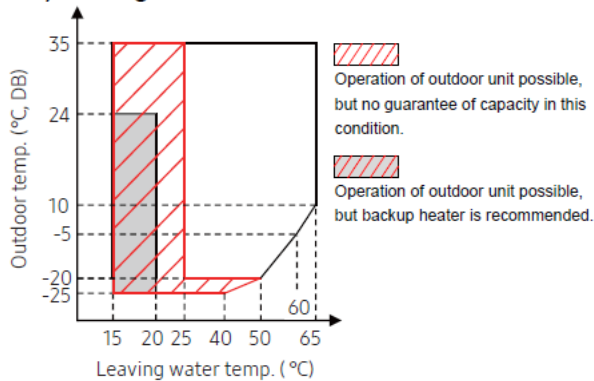 35
24
10
-5
-20
-25
Outdoor temp. (°C, DB)
15 20 25 40 50 60 65
Leaving water temp. (°C)
Operation of outdoor unit possible,
but no guarantee of capacity in this
condition.
Operation of outdoor unit possible,
but backup heater is recommended.